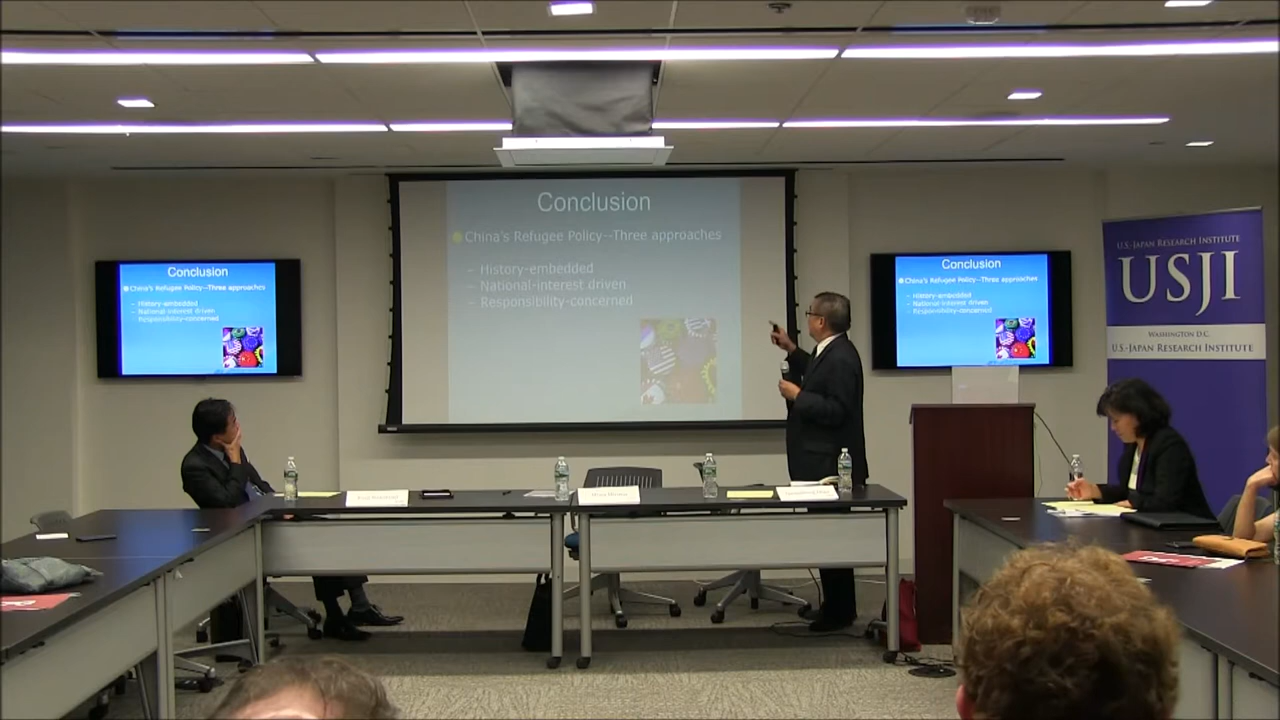 Conclusion
China's Refugee Policy--Three approaches
– History-embedded
– National-interest driven
– Responsibility-concerned
Conclusion
China's Refugee Policy--Three approaches
– History-embedded
– National-interest driven
– Responsibility-concerned
Conclusion
China's Refugee Policy--Three approaches
– History-embedded
– National-interest driven
– Responsibility-concerned
U.S.-JAPAN RESEARCH INSTITUTE
USJI
WASHINGTON D.C.
U.S.-JAPAN RESEARCH INSTITUTE